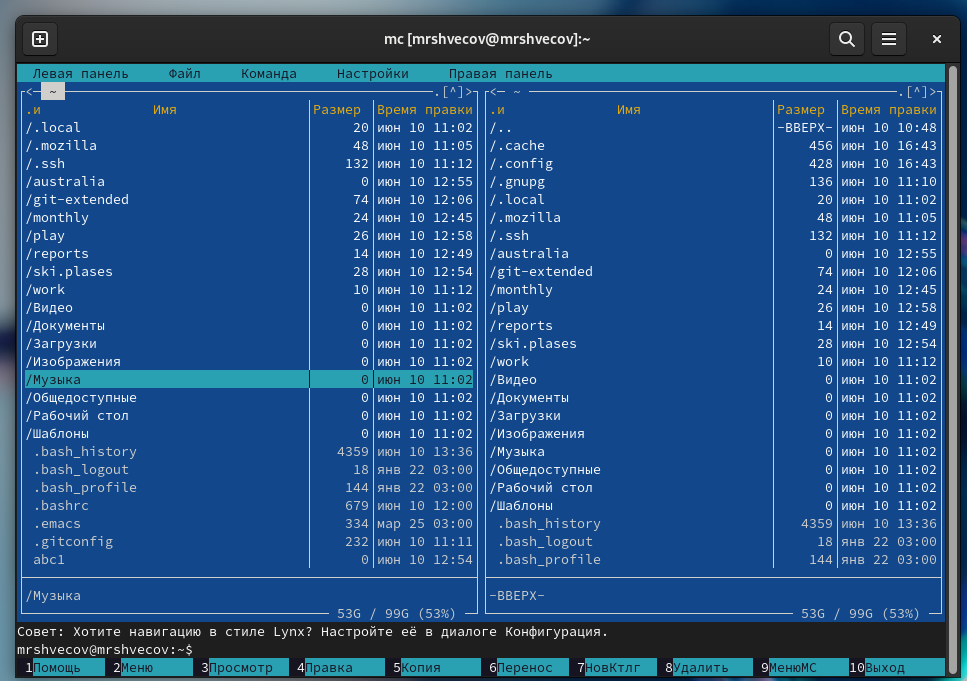 mc [mrshvecov@mrshvecov]:~
Левая панель Файл Команда Настройки Правая панель
<─ ~ .[^]> <─ ~ .[^]>
.и Имя Размер Время правки .и Имя Размер Время правки
/.local 20 июн 10 11:02 /.. -ВВЕРХ- июн 10 10:48
/.mozilla 48 июн 10 11:05 /.cache 456 июн 10 16:43
/.ssh 132 июн 10 11:12 /.config 428 июн 10 16:43
/australia 0 июн 10 12:55 /.gnupg 136 июн 10 11:10
/git-extended 74 июн 10 12:06 /.local 20 июн 10 11:02
/monthly 24 июн 10 12:45 /.mozilla 48 июн 10 11:05
/play 26 июн 10 12:58 /.ssh 132 июн 10 11:12
/reports 14 июн 10 12:49 /australia 0 июн 10 12:55
/ski.plases 28 июн 10 12:54 /git-extended 74 июн 10 12:06
/work 10 июн 10 11:12 /monthly 24 июн 10 12:45
/Видео 0 июн 10 11:02 /play 26 июн 10 12:58
/Документы 0 июн 10 11:02 /reports 14 июн 10 12:49
/Загрузки 0 июн 10 11:02 /ski.plases 28 июн 10 12:54
/Изображения 0 июн 10 11:02 /work 10 июн 10 11:12
/Музыка 0 июн 10 11:02 /Видео 0 июн 10 11:02
/Общедоступные 0 июн 10 11:02 /Документы 0 июн 10 11:02
/Рабочий стол 0 июн 10 11:02 /Загрузки 0 июн 10 11:02
/Шаблоны 0 июн 10 11:02 /Изображения 0 июн 10 11:02
.bash_history 4359 июн 10 13:36 /Музыка 0 июн 10 11:02
.bash_logout 18 янв 22 03:00 /Общедоступные 0 июн 10 11:02
.bash_profile 144 янв 22 03:00 /Рабочий стол 0 июн 10 11:02
.bashrc 679 июн 10 12:00 /Шаблоны 0 июн 10 11:02
.emacs 334 мар 25 03:00 .bash_history 4359 июн 10 13:36
.gitconfig 232 июн 10 11:11 .bash_logout 18 янв 22 03:00
abc1 0 июн 10 12:54 .bash_profile 144 янв 22 03:00
/Музыка -ВВЕРХ-
53G / 99G (53%) 53G / 99G (53%)
Совет: Хотите навигацию в стиле Lynx? Настройте её в диалоге Конфигурация.
mrshvecov@mrshvecov:~$
1Помощь 2Меню 3Просмотр 4Правка 5Копия 6Перенос 7НовКтлг 8Удалить 9МенюМС 10Выход